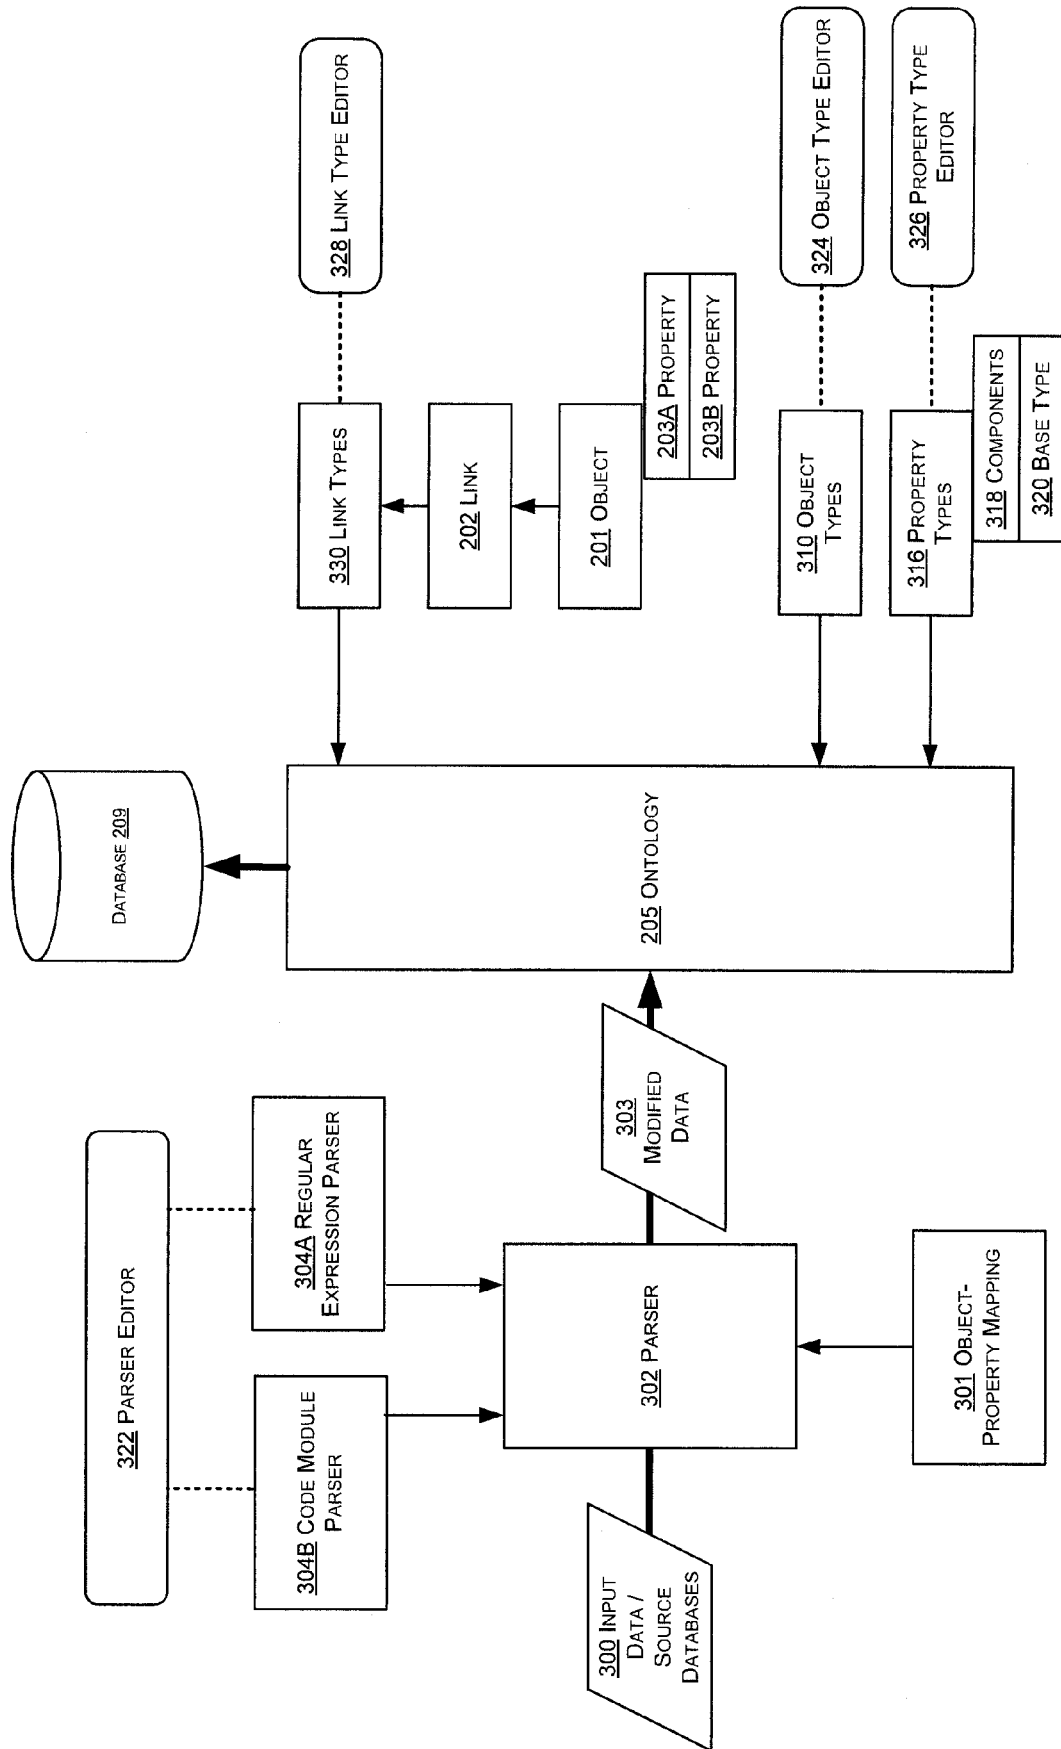 322 PARSER EDITOR
304B CODE MODULE
PARSER
304A REGULAR
EXPRESSION PARSER
300 INPUT
DATA /
SOURCE
DATABASES
302 PARSER
303
MODIFIED
DATA
301 OBJECT-
PROPERTY MAPPING
DATABASE 209
205 ONTOLOGY
330 LINK TYPES
328 LINK TYPE EDITOR
202 LINK
201 OBJECT
203A PROPERTY
203B PROPERTY
310 OBJECT
TYPES
324 OBJECT TYPE EDITOR
316 PROPERTY
TYPES
326 PROPERTY TYPE
EDITOR
318 COMPONENTS
320 BASE TYPE